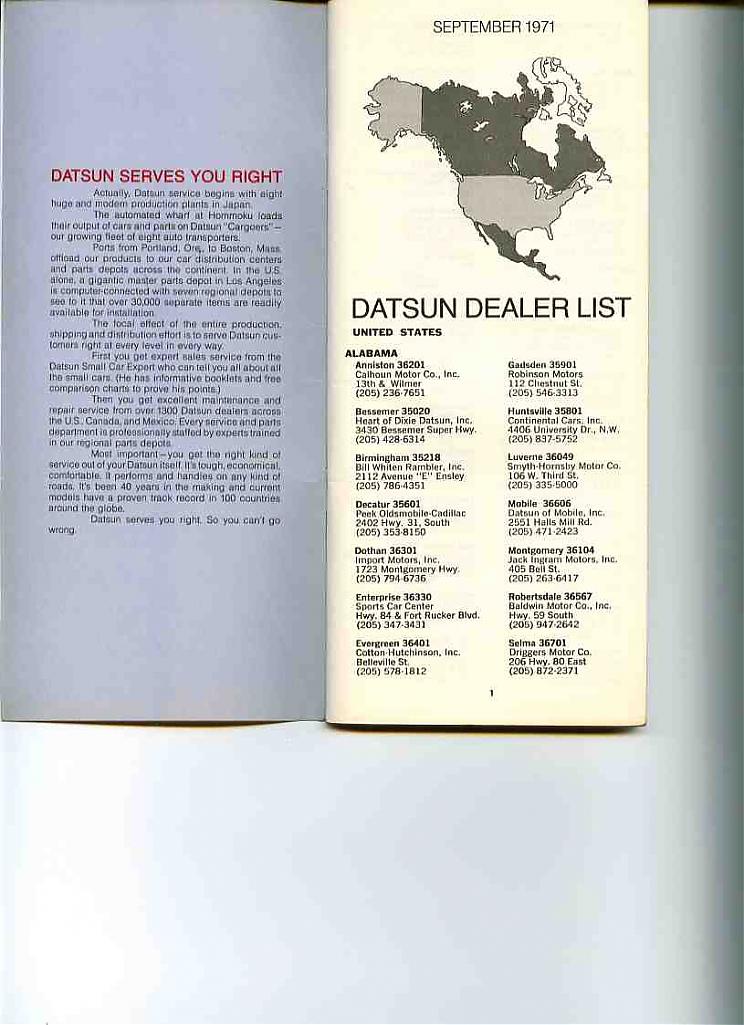 DATSUN SERVES YOU RIGHT
Actually, Datsun service begins with eight
huge and modern production plants in Japan.
The automated wharf at Hommoku loads
their output of cars and parts on Datsun "Cargoers"—
our growing fleet of eight auto transporters.
Ports from Portland, Ore., to Boston, Mass.
offload our products to our car distribution centers
and parts depots across the continent. In the U.S.
alone, a gigantic master parts depot in Los Angeles
is computer-connected with seven regional depots to
see to it that over 30,000 separate items are readily
available for installation.
The focal effect of the entire production,
shipping and distribution effort is to serve Datsun cus-
tomers right at every level in every way.
First you get expert sales service from the
Datsun Small Car Expert who can tell you all about all
the small cars. (He has informative booklets and free
comparison charts to prove his points.)
Then you get excellent maintenance and
repair service from over 1300 Datsun dealers across
the U.S., Canada, and Mexico. Every service and parts
department is professionally staffed by experts trained
in our regional parts depots.
Most important—you get the right kind of
service out of your Datsun itself. It's tough, economical,
comfortable. It performs and handles on any kind of
roads. It's been 40 years in the making and current
models have a proven track record in 100 countries
around the globe.
Datsun serves you right. So you can't go
wrong.
SEPTEMBER 1971
DATSUN DEALER LIST
UNITED STATES
ALABAMA
Anniston 36201
Calhoun Motor Co., Inc.
13th & Wilmer
(205) 236-7651
Bessemer 35020
Heart of Dixie Datsun, Inc.
3430 Bessemer Super Hwy.
(205) 428-6314
Birmingham 35218
Bill Whiten Rambler, Inc.
2112 Avenue "E" Ensley
(205) 786-4351
Decatur 35601
Peek Oldsmobile-Cadillac
2402 Hwy. 31, South
(205) 353-8150
Dothan 36301
Import Motors, Inc.
1723 Montgomery Hwy.
(205) 794-6736
Enterprise 36330
Sports Car Center
Hwy. 84 & Fort Rucker Blvd.
(205) 347-3431
Evergreen 36401
Cotton-Hutchinson, Inc.
Belleville St.
(205) 578-1812
Gadsden 35901
Robinson Motors
112 Chestnut St.
(205) 546-3313
Huntsville 35801
Continental Cars, Inc.
4406 University Dr., N.W.
(205) 837-5752
Luverne 36049
Smyth-Hornsby Motor Co.
106 W. Third St.
(205) 335-5000
Mobile 36606
Datsun of Mobile, Inc.
2551 Halls Mill Rd.
(205) 471-2423
Montgomery 36104
Jack Ingram Motors, Inc.
405 Bell St.
(205) 263-6417
Robertsdale 36567
Baldwin Motor Co., Inc.
Hwy. 59 South
(205) 947-2642
Selma 36701
Driggers Motor Co.
206 Hwy. 80 East
(205) 872-2371
1